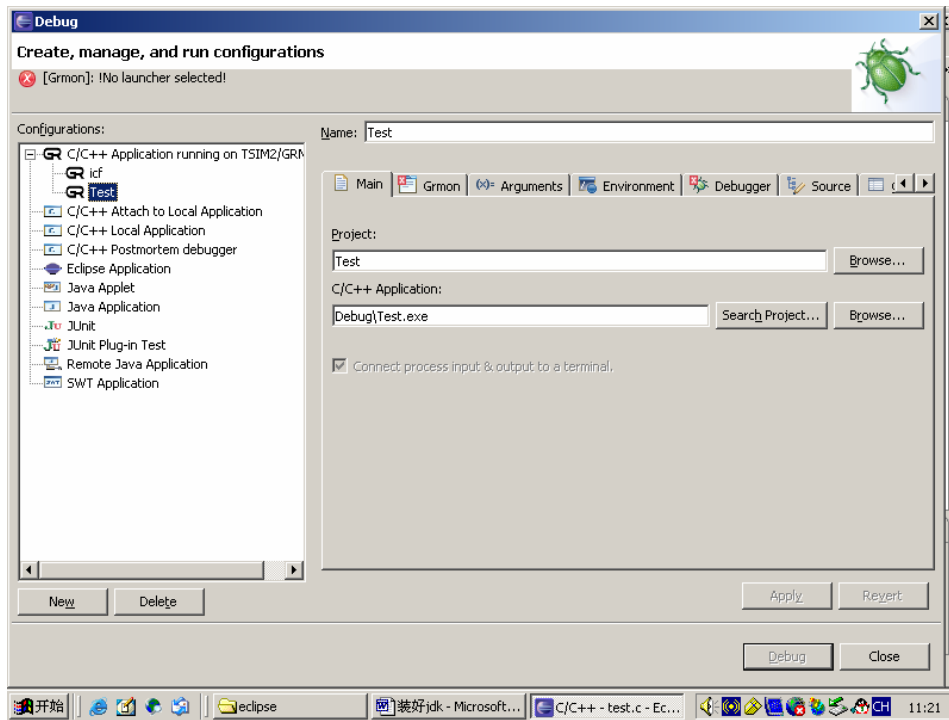 Debug
Create, manage, and run configurations
[Grmon]: !No launcher selected!
Configurations:
C/C++ Application running on TSIM2/GRM
icf
Test
C/C++ Attach to Local Application
C/C++ Local Application
C/C++ Postmortem debugger
Eclipse Application
Java Applet
Java Application
JUnit
JUnit Plug-in Test
Remote Java Application
SWT Application
New
Delete
Name: Test
Main Grmon Arguments Environment Debugger Source
Project:
Test Browse...
C/C++ Application:
Debug\Test.exe Search Project... Browse...
Connect process input & output to a terminal.
Apply Revert
Debug Close
开始 eclipse 装好jdk - Microsoft... C/C++ - test.c - Ec... CH 11:21